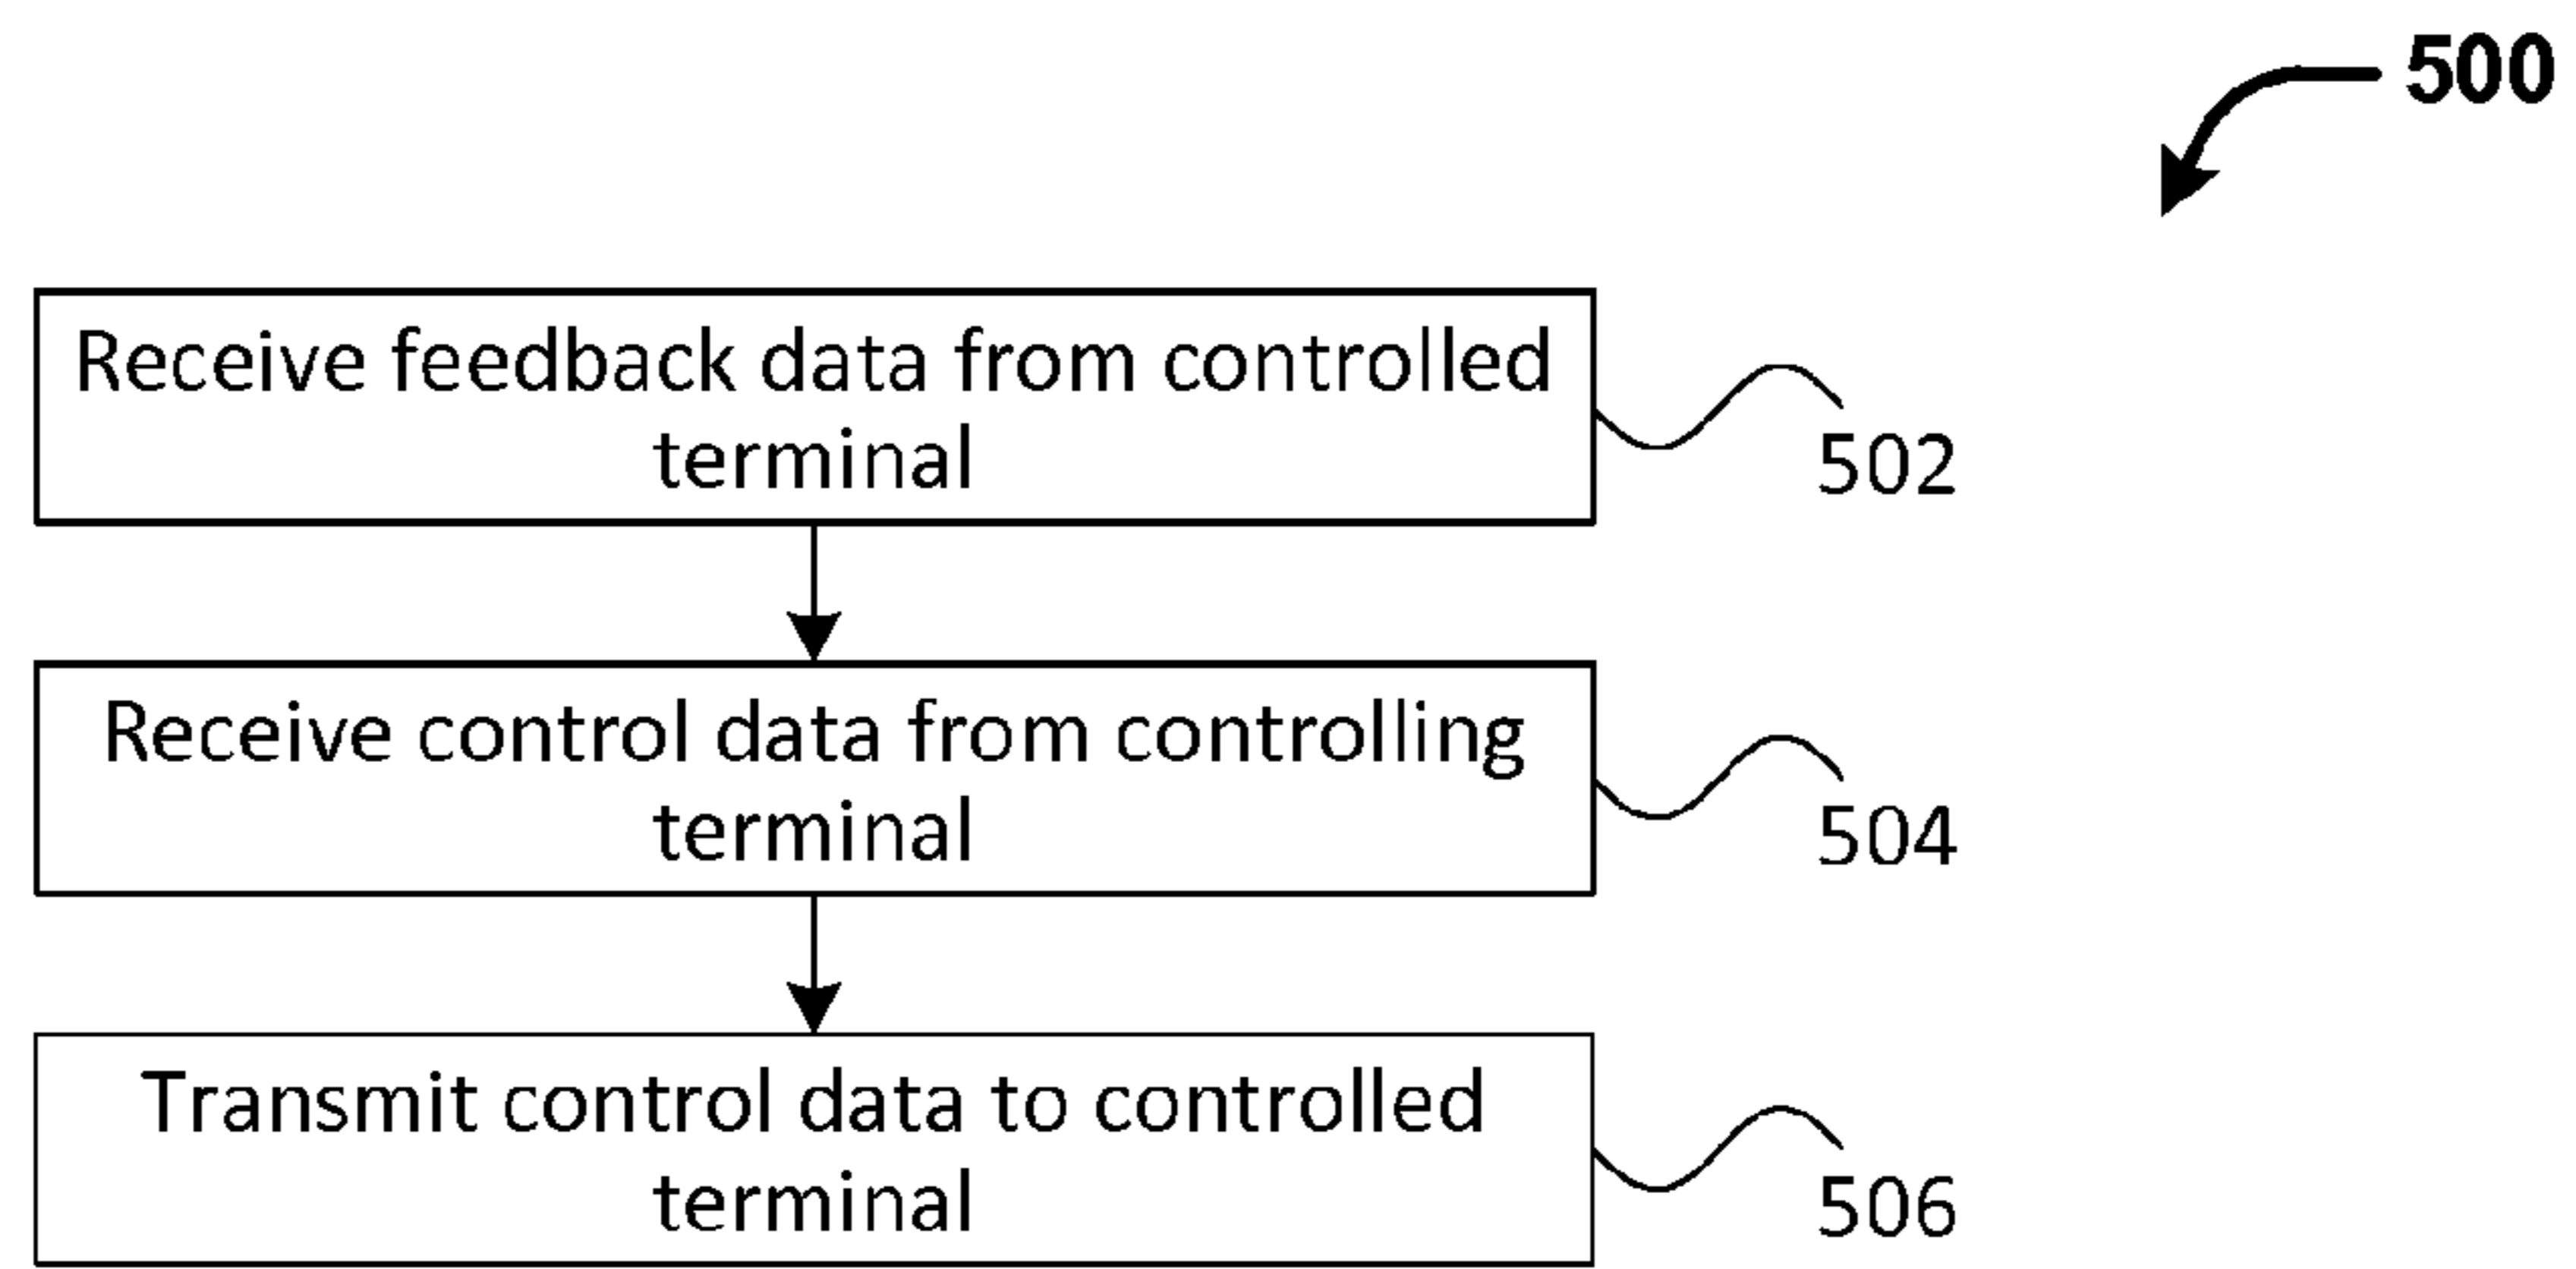 500
Receive feedback data from controlled
terminal
502
Receive control data from controlling
terminal
504
Transmit control data to controlled
terminal
506